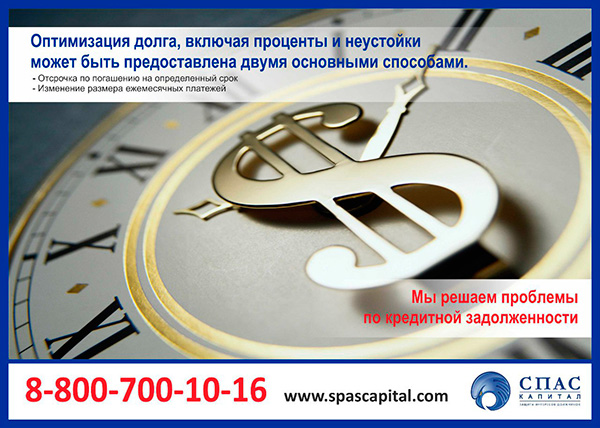 Оптимизация долга, включая проценты и неустойки
может быть предоставлена двумя основными способами.
- Отсрочка по погашению на определенный срок
- Изменение размера ежемесячных платежей
Мы решаем проблемы
по кредитной задолженности
8-800-700-10-16 www.spascapital.com
СПАС
КАПИТАЛ